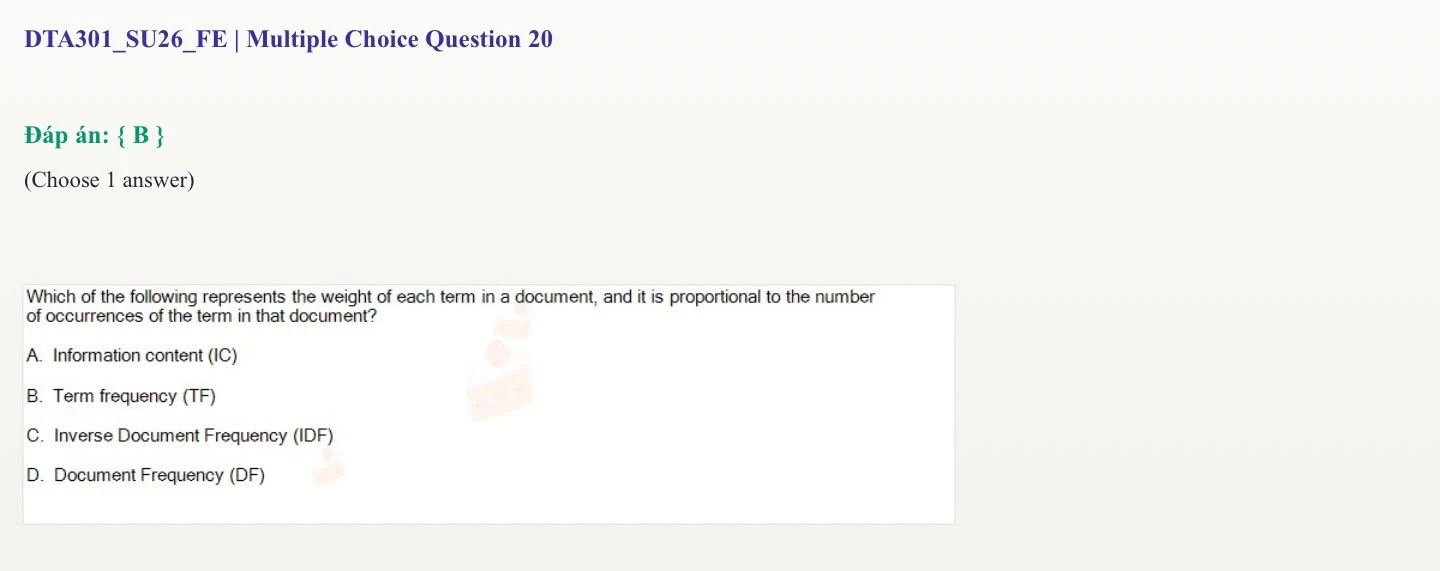 DTA301_SU26_FE | Multiple Choice Question 20
Đáp án: { B }
(Choose 1 answer)
Which of the following represents the weight of each term in a document, and it is proportional to the number
of occurrences of the term in that document?
A. Information content (IC)
B. Term frequency (TF)
C. Inverse Document Frequency (IDF)
D. Document Frequency (DF)